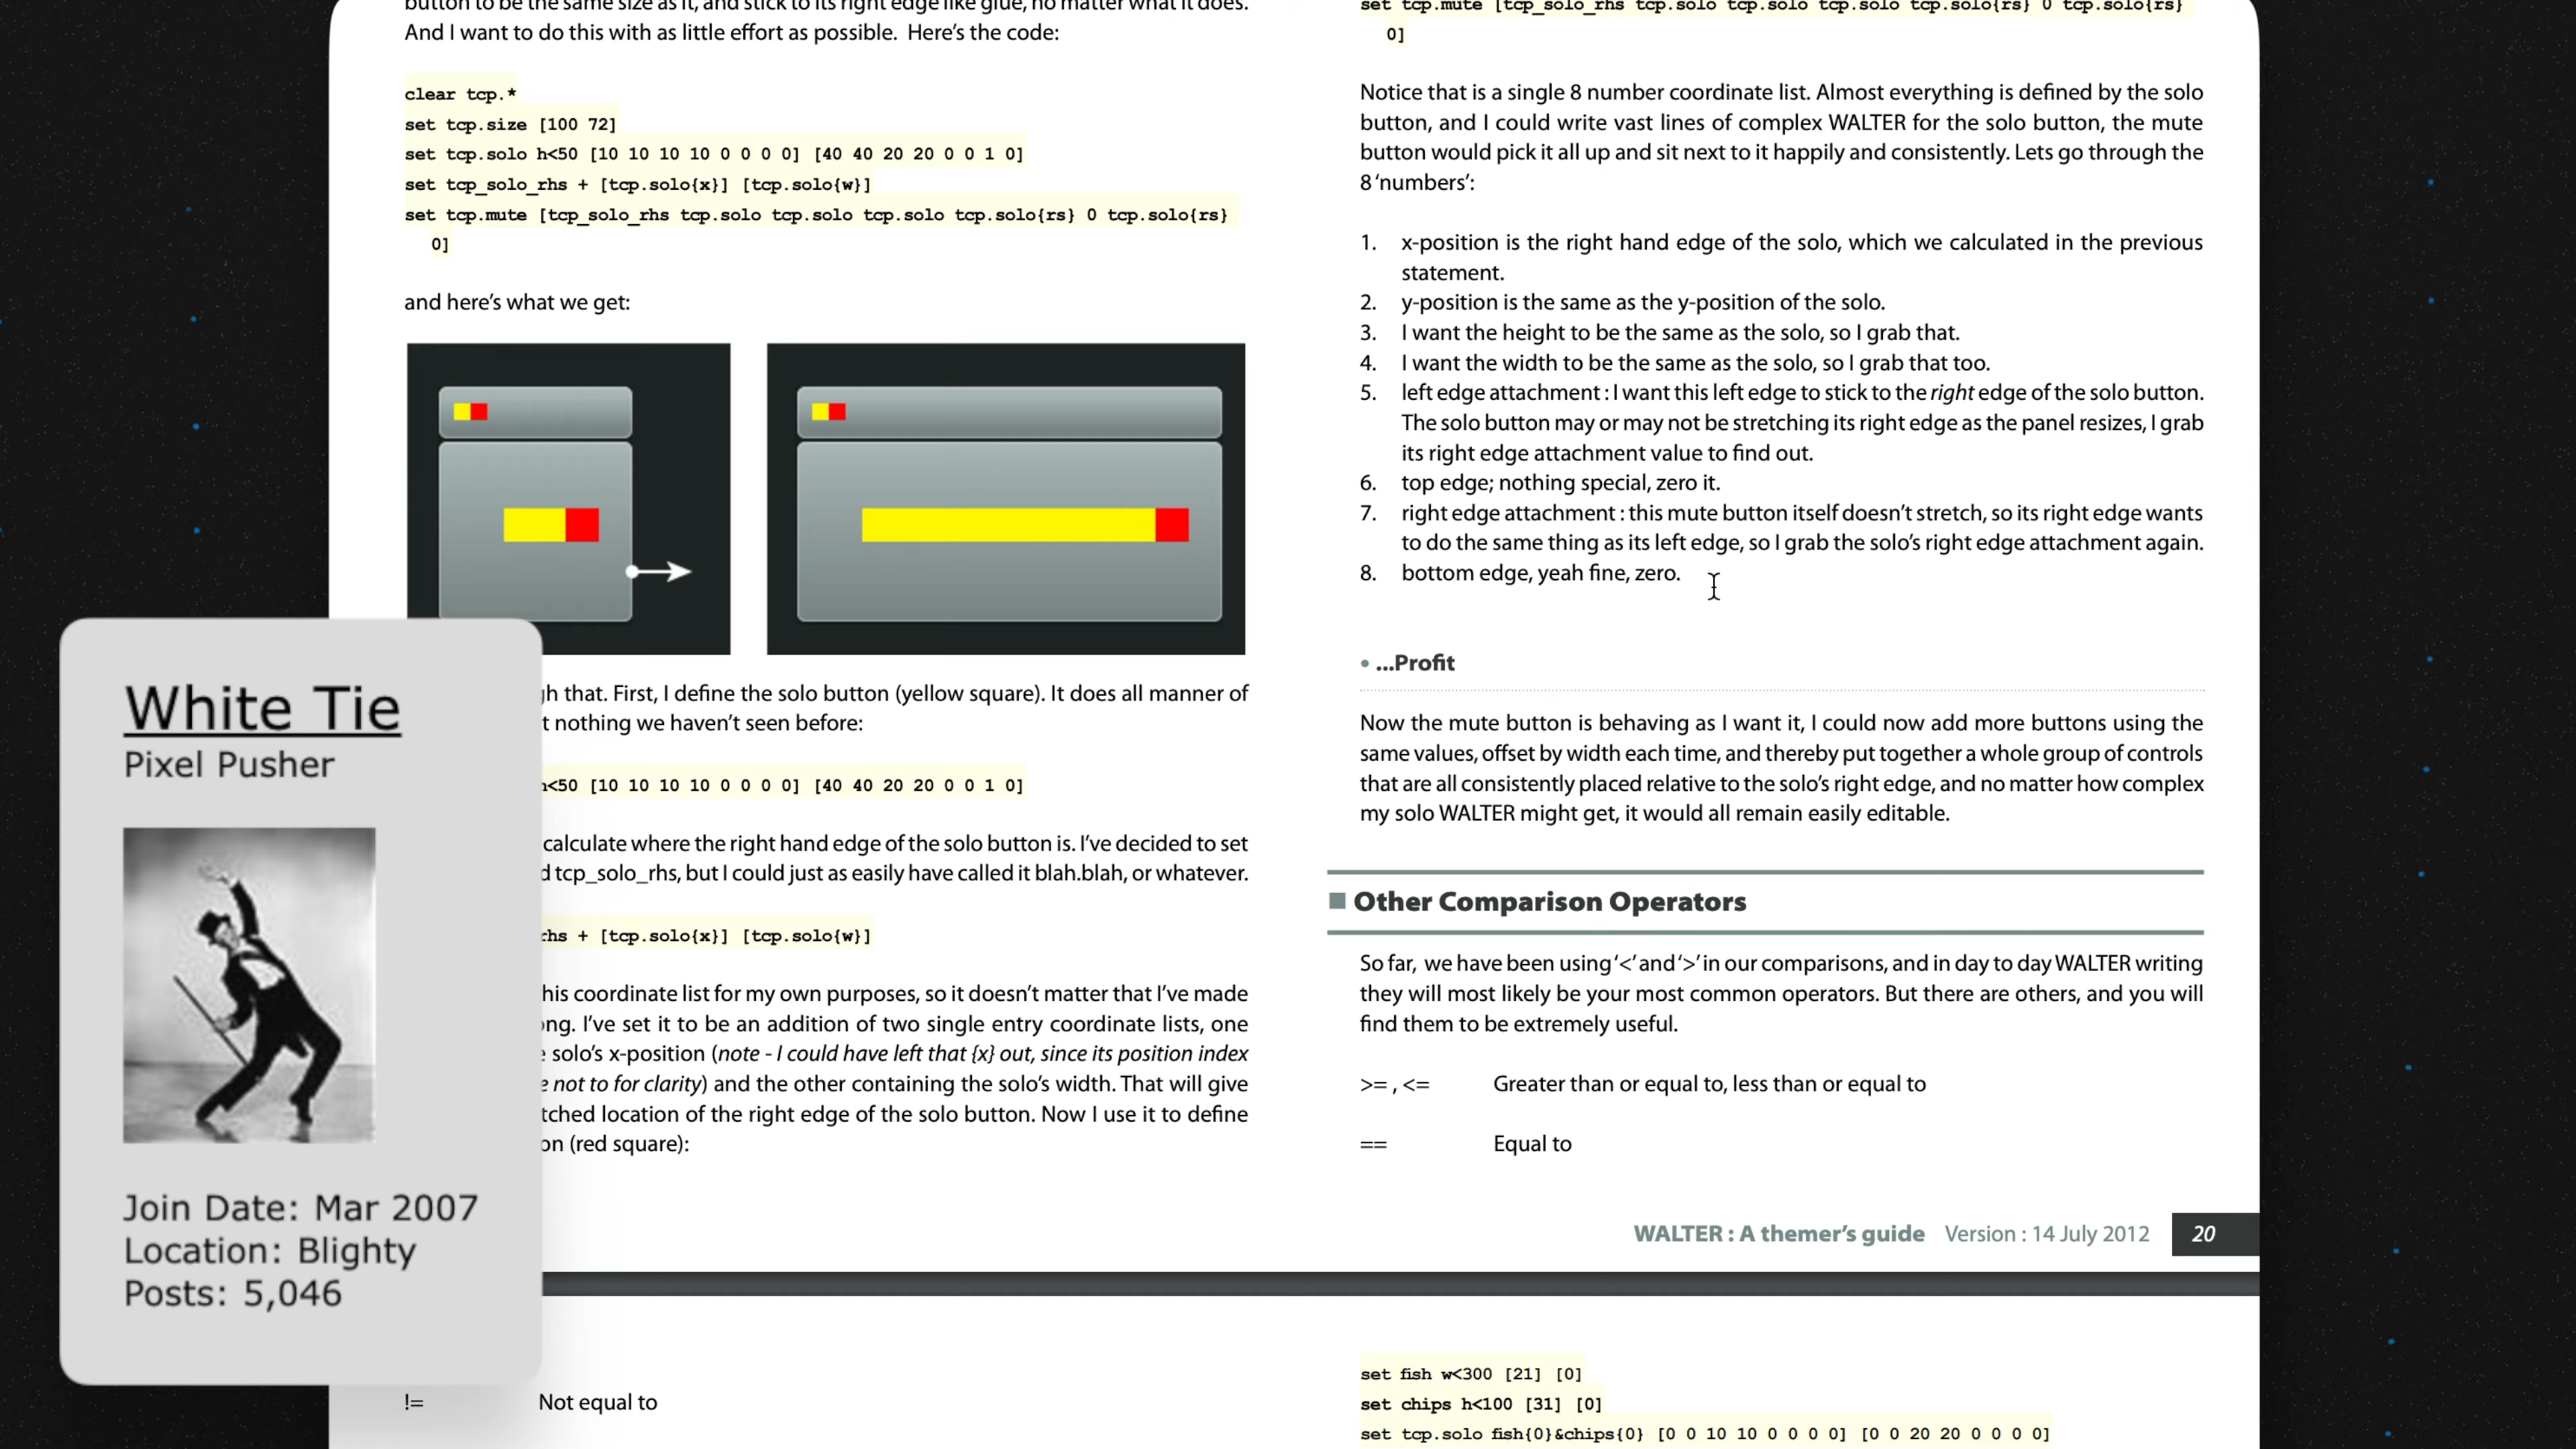 button to be the same size as it, and stick to its right edge like glue, no matter what it does.
And I want to do this with as little effort as possible. Here's the code:
clear tcp.*
set tcp.size [100 72]
set tcp.solo h<50 [10 10 10 10 0 0 0 0] [40 40 20 20 0 0 1 0]
set tcp_solo_rhs + [tcp.solo{x}] [tcp.solo{w}]
set tcp.mute [tcp_solo_rhs tcp.solo tcp.solo tcp.solo tcp.solo{rs} 0 tcp.solo{rs}
0]
and here's what we get:
gh that. First, I define the solo button (yellow square). It does all manner of
t nothing we haven't seen before:
h<50 [10 10 10 10 0 0 0 0] [40 40 20 20 0 0 1 0]
calculate where the right hand edge of the solo button is. I've decided to set
d tcp_solo_rhs, but I could just as easily have called it blah.blah, or whatever.
rhs + [tcp.solo{x}] [tcp.solo{w}]
his coordinate list for my own purposes, so it doesn't matter that I've made
ong. I've set it to be an addition of two single entry coordinate lists, one
e solo's x-position (note - I could have left that {x} out, since its position index
e not to for clarity) and the other containing the solo's width. That will give
tched location of the right edge of the solo button. Now I use it to define
on (red square):
set tcp.mute [tcp_solo_rhs tcp.solo tcp.solo tcp.solo tcp.solo{rs} 0 tcp.solo{rs}
0]
Notice that is a single 8 number coordinate list. Almost everything is defined by the solo
button, and I could write vast lines of complex WALTER for the solo button, the mute
button would pick it all up and sit next to it happily and consistently. Lets go through the
8 'numbers':
1. x-position is the right hand edge of the solo, which we calculated in the previous
statement.
2. y-position is the same as the y-position of the solo.
3. I want the height to be the same as the solo, so I grab that.
4. I want the width to be the same as the solo, so I grab that too.
5. left edge attachment : I want this left edge to stick to the right edge of the solo button.
The solo button may or may not be stretching its right edge as the panel resizes, I grab
its right edge attachment value to find out.
6. top edge; nothing special, zero it.
7. right edge attachment : this mute button itself doesn't stretch, so its right edge wants
to do the same thing as its left edge, so I grab the solo's right edge attachment again.
8. bottom edge, yeah fine, zero.
• ...Profit
Now the mute button is behaving as I want it, I could now add more buttons using the
same values, offset by width each time, and thereby put together a whole group of controls
that are all consistently placed relative to the solo's right edge, and no matter how complex
my solo WALTER might get, it would all remain easily editable.
Other Comparison Operators
So far, we have been using '<' and '>' in our comparisons, and in day to day WALTER writing
they will most likely be your most common operators. But there are others, and you will
find them to be extremely useful.
>= , <= Greater than or equal to, less than or equal to
== Equal to
WALTER : A themer's guide Version : 14 July 2012 20
White Tie
Pixel Pusher
Join Date: Mar 2007
Location: Blighty
Posts: 5,046
!= Not equal to
set fish w<300 [21] [0]
set chips h<100 [31] [0]
set tcp.solo fish{0}&chips{0} [0 0 10 10 0 0 0 0] [0 0 20 20 0 0 0 0]